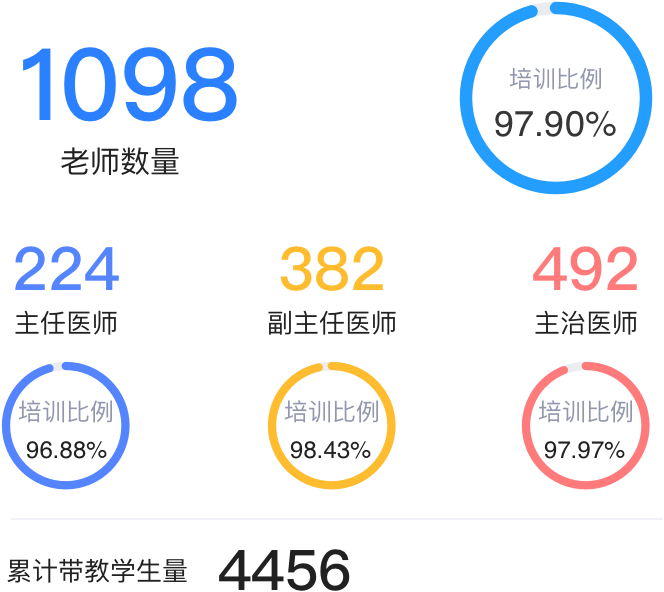 1098
老师数量
培训比例
97.90%
224
主任医师
培训比例
96.88%
382
副主任医师
培训比例
98.43%
492
主治医师
培训比例
97.97%
累计带教学生量 4456